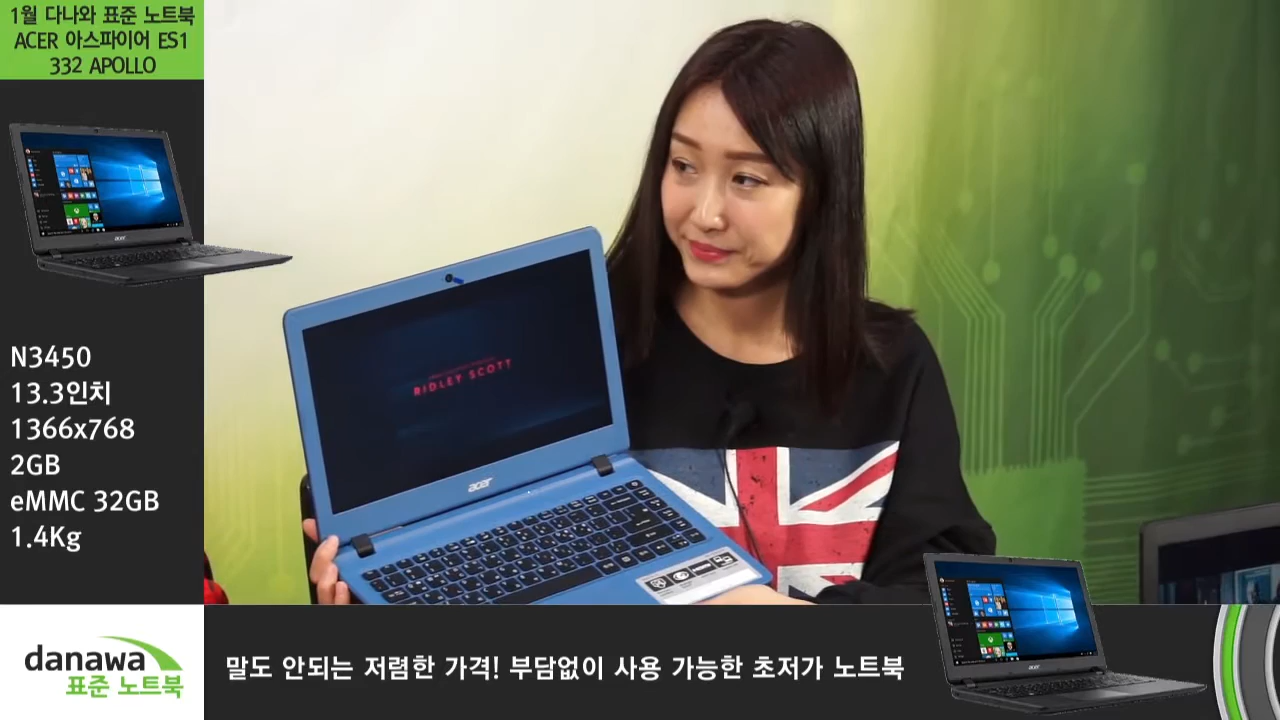 1월 다나와 표준 노트북
ACER 아스파이어 ES1
332 APOLLO
N3450
13.3인치
1366x768
2GB
eMMC 32GB
1.4Kg
RIDLEY SCOTT
acer
danawa
표준 노트북
말도 안되는 저렴한 가격! 부담없이 사용 가능한 초저가 노트북